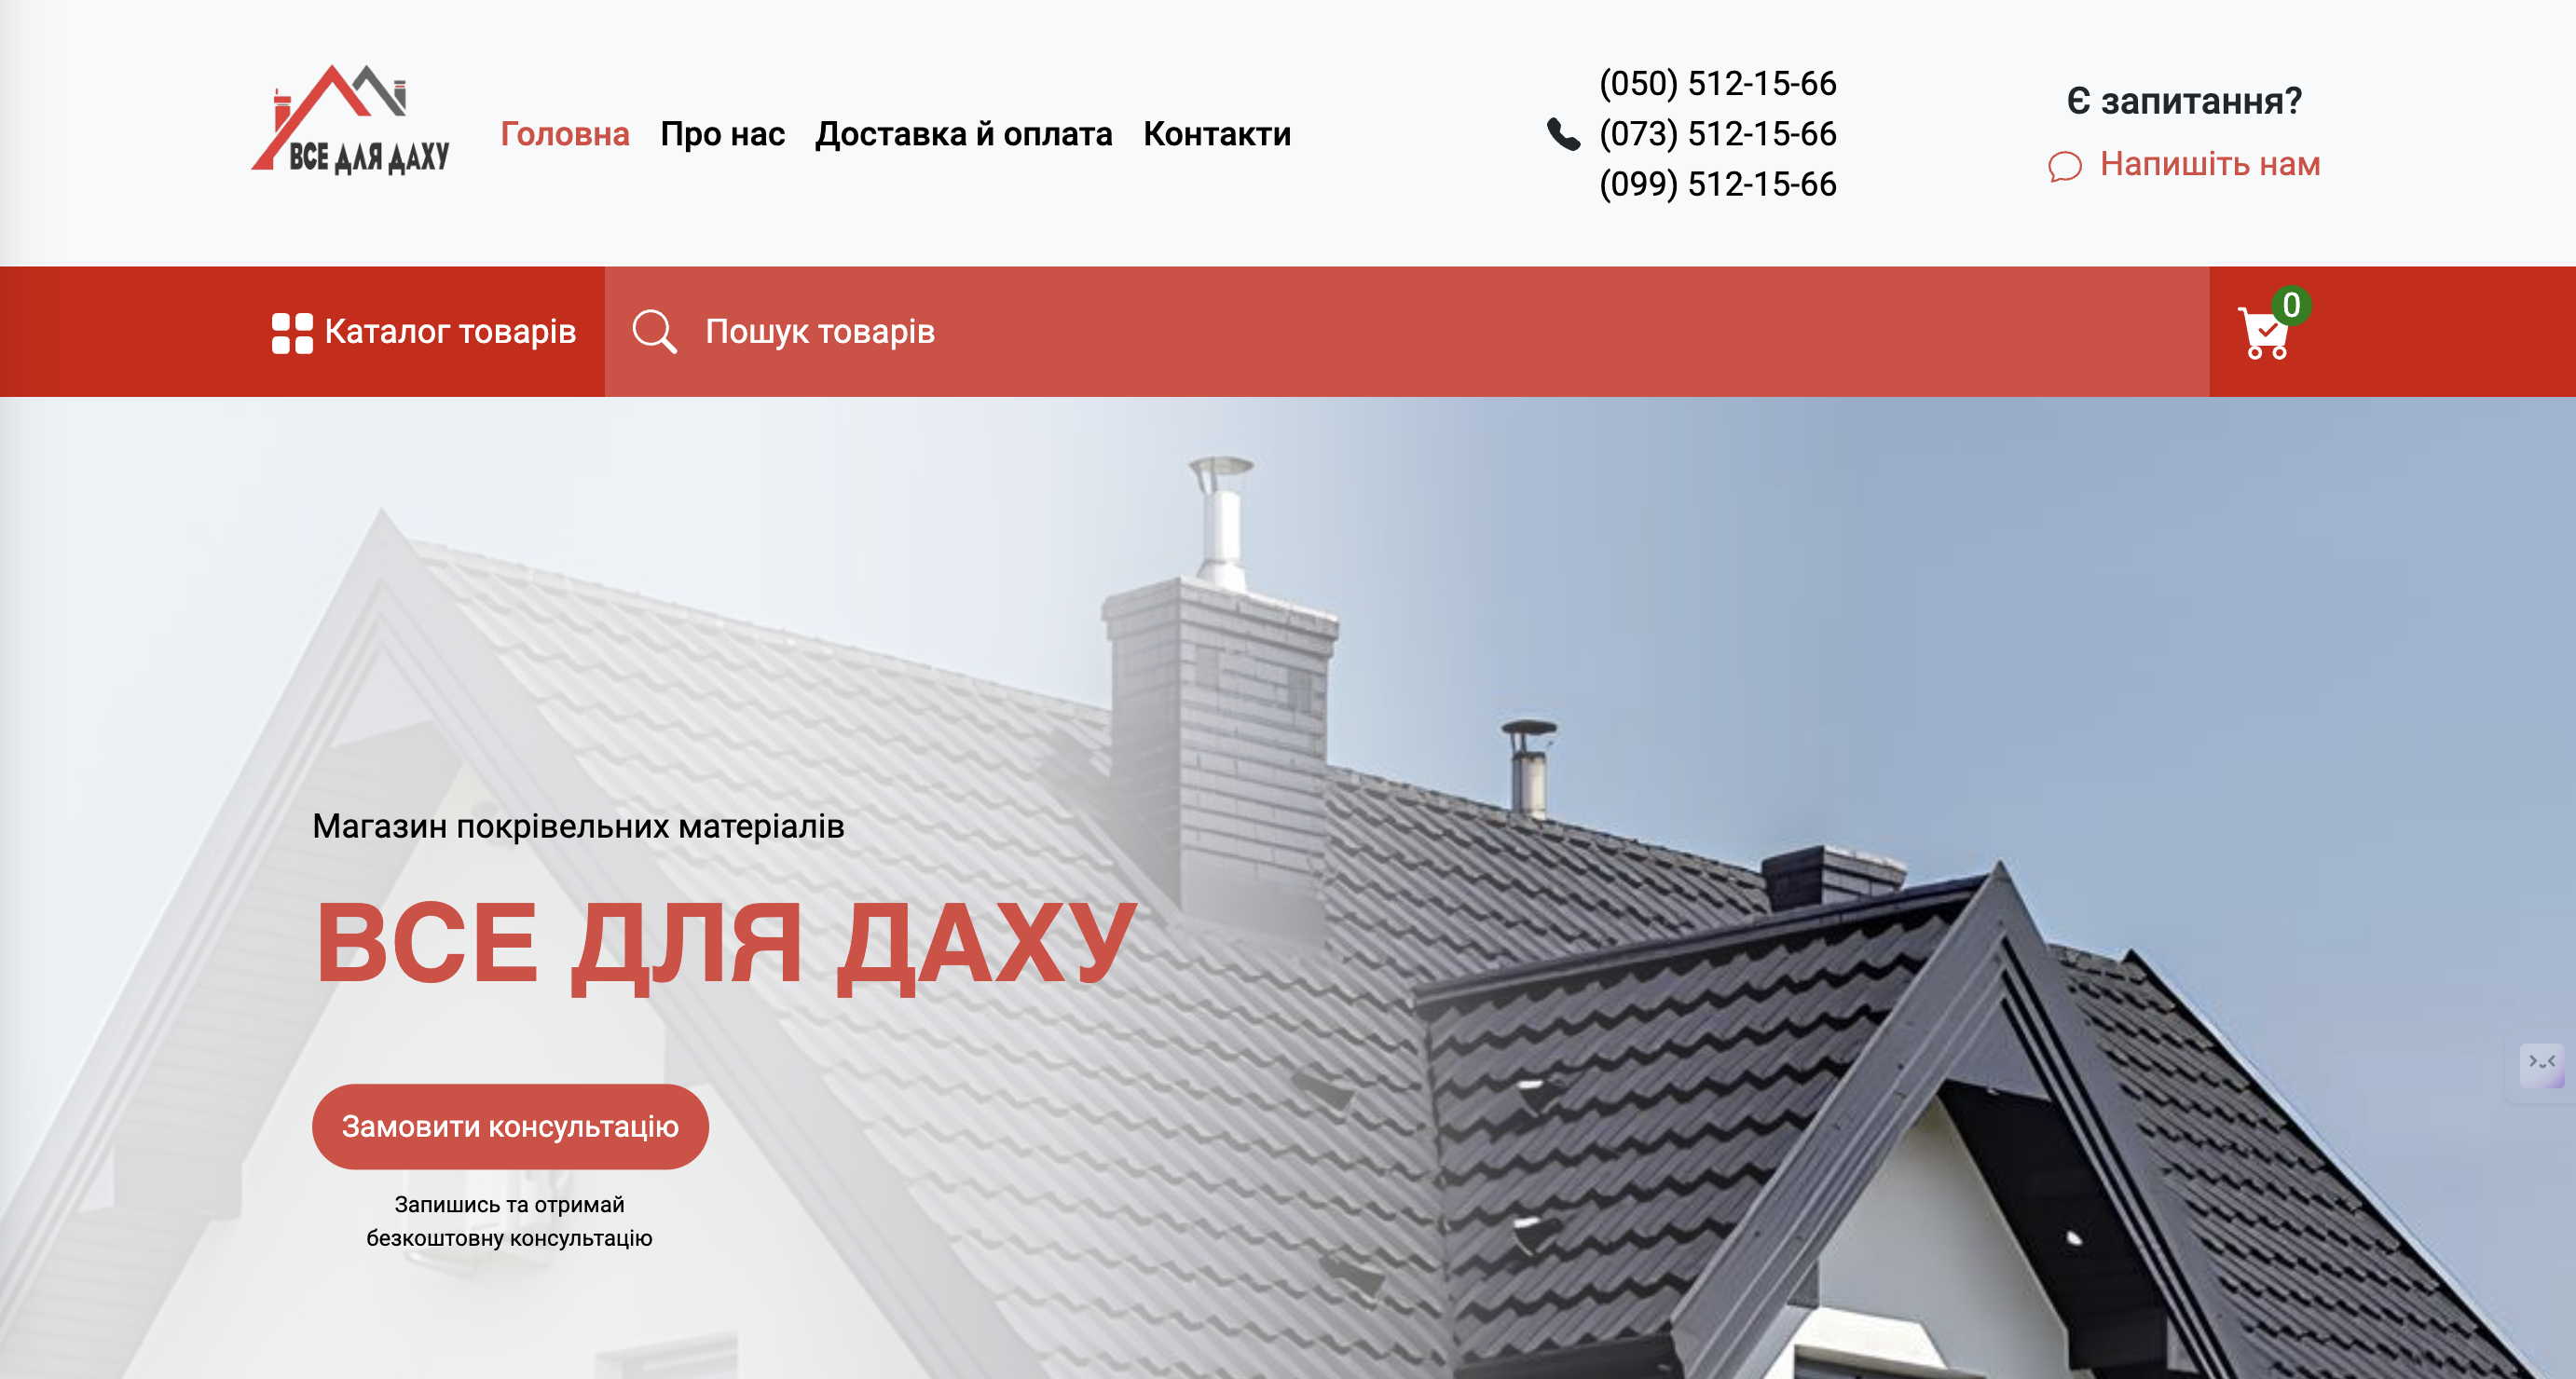 ВСЕ ДЛЯ ДАХУ
Головна Про нас Доставка й оплата Контакти
(050) 512-15-66
(073) 512-15-66
(099) 512-15-66
Є запитання?
Напишіть нам
Каталог товарів
Пошук товарів
0
Магазин покрівельних матеріалів
ВСЕ ДЛЯ ДАХУ
Замовити консультацію
Запишись та отримай
безкоштовну консультацію